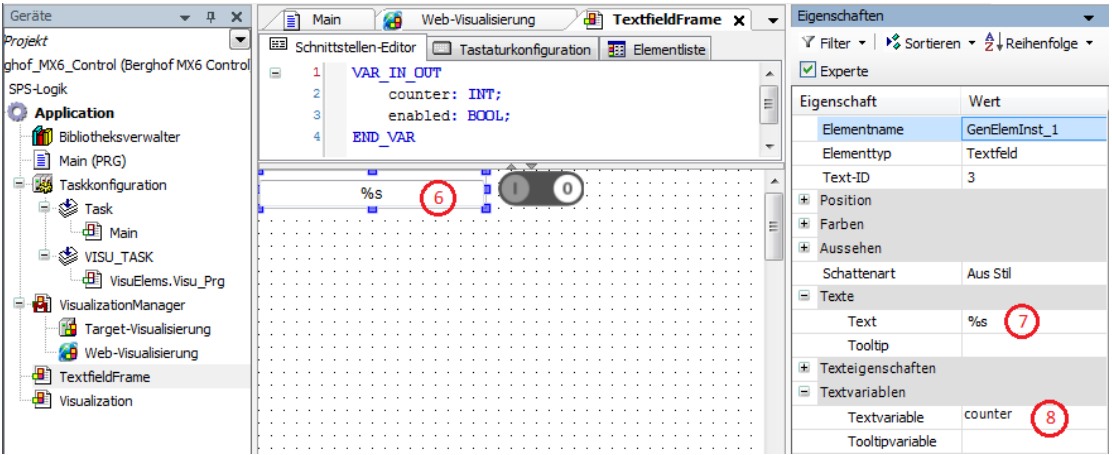 Geräte
Projekt
ghof_MX6_Control (Berghof MX6 Control
SPS-Logik
Application
Bibliotheksverwalter
Main (PRG)
Taskkonfiguration
Task
Main
VISU_TASK
VisuElems.Visu_Prg
VisualizationManager
Target-Visualisierung
Web-Visualisierung
TextfieldFrame
Visualization
Main
Web-Visualisierung
TextfieldFrame
Schnittstellen-Editor
Tastaturkonfiguration
Elementliste
1 VAR_IN_OUT
2 counter: INT;
3 enabled: BOOL;
4 END_VAR
%s 6 I 0
Eigenschaften
Filter Sortieren Reihenfolge
Experte
Eigenschaft Wert
Elementname GenElemInst_1
Elementtyp Textfeld
Text-ID 3
Position
Farben
Aussehen
Schattenart Aus Stil
Texte
Text %s 7
Tooltip
Texteigenschaften
Textvariablen
Textvariable counter 8
Tooltipvariable